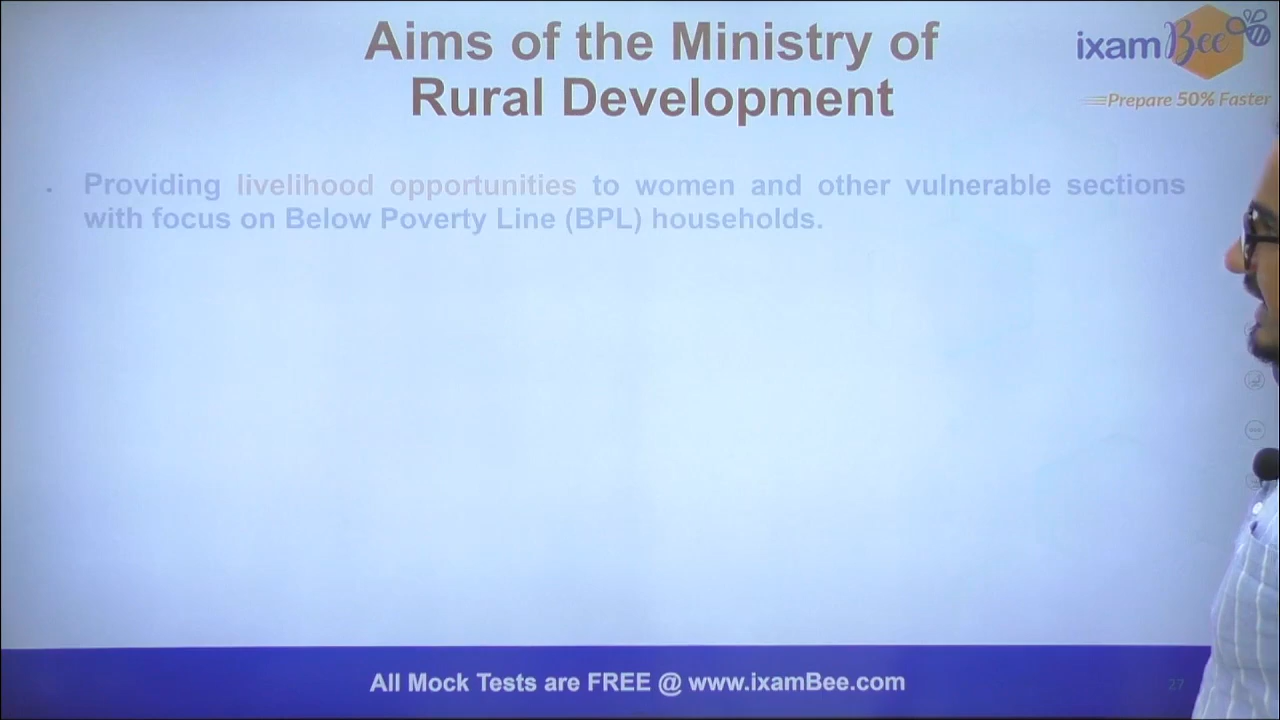 Aims of the Ministry of
Rural Development
ixamBee
Prepare 50% Faster
. Providing livelihood opportunities to women and other vulnerable sections
with focus on Below Poverty Line (BPL) households.
All Mock Tests are FREE @ www.ixamBee.com
27